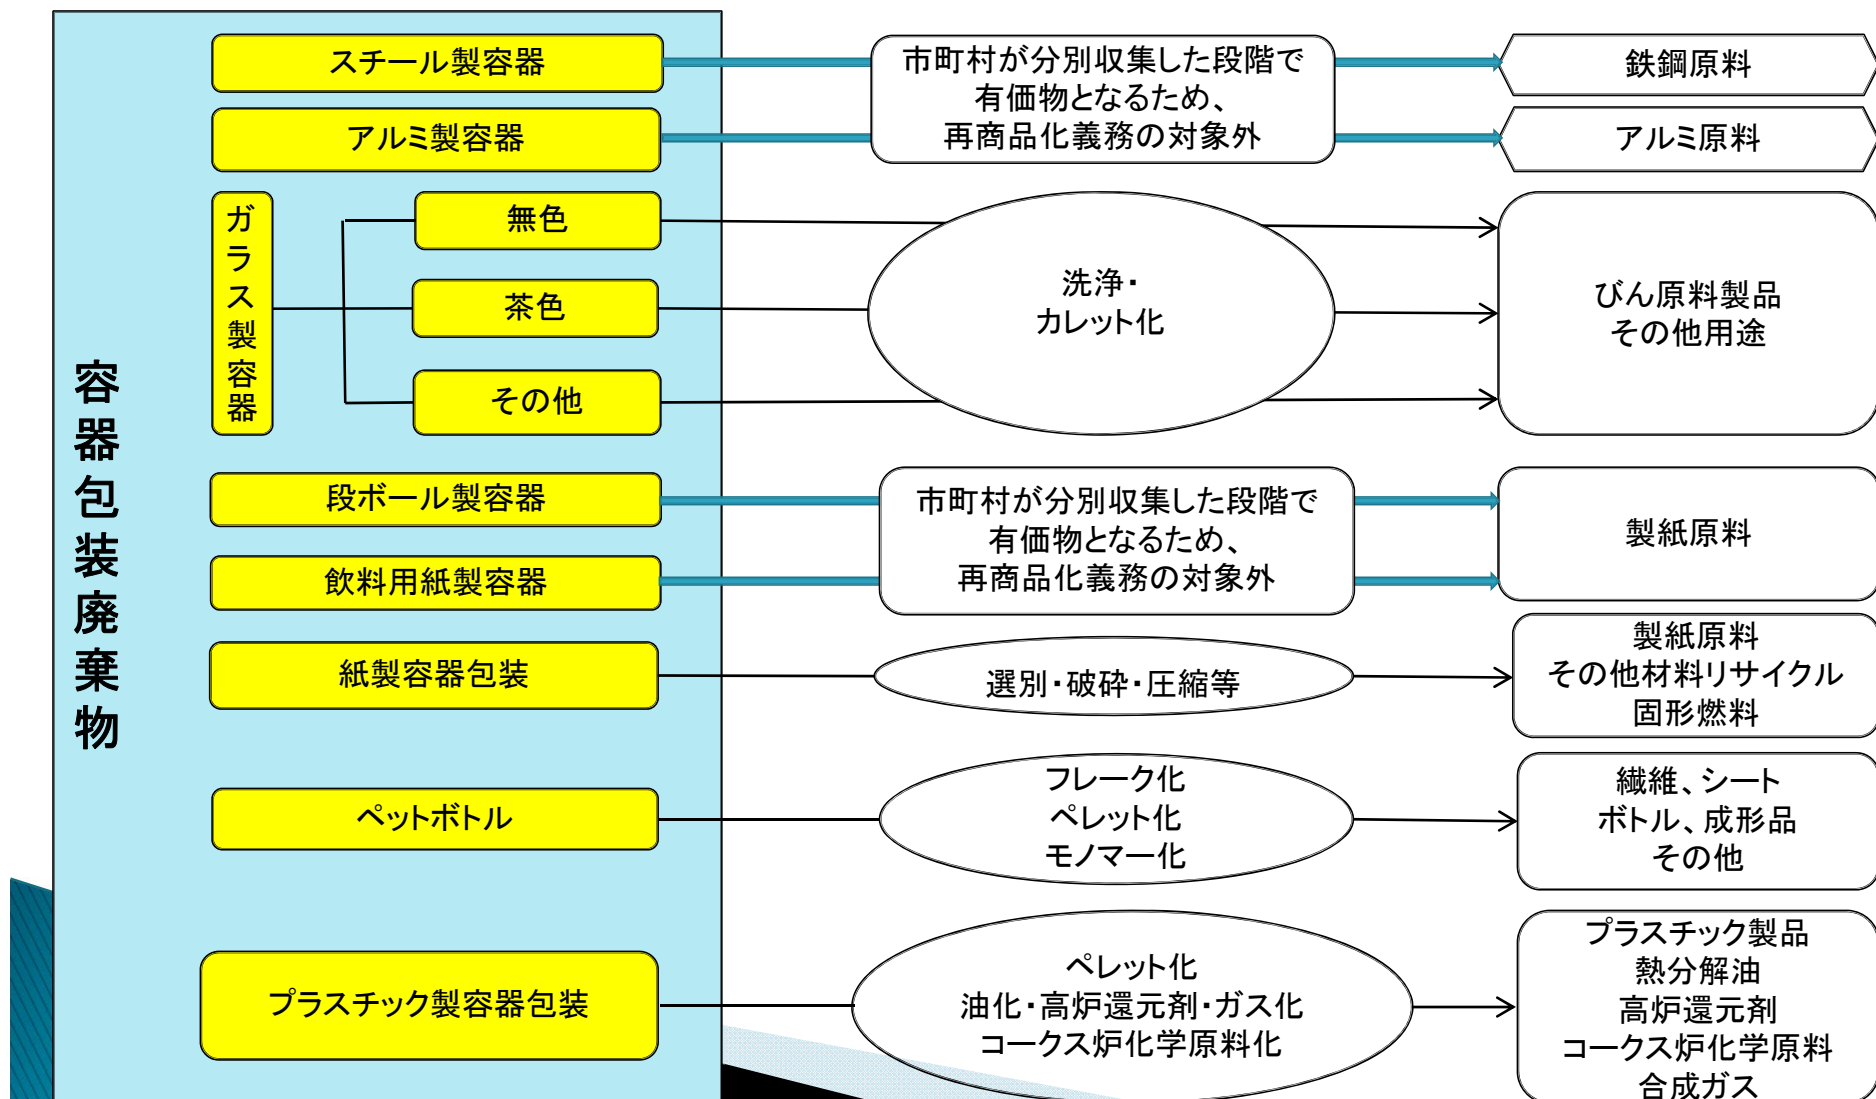 容器包装廃棄物
スチール製容器
市町村が分別収集した段階で
有価物となるため、
再商品化義務の対象外
鉄鋼原料
アルミ製容器
アルミ原料
ガラス製容器
無色
茶色
その他
洗浄・
カレット化
びん原料製品
その他用途
段ボール製容器
飲料用紙製容器
市町村が分別収集した段階で
有価物となるため、
再商品化義務の対象外
製紙原料
紙製容器包装
選別・破砕・圧縮等
製紙原料
その他材料リサイクル
固形燃料
ペットボトル
フレーク化
ペレット化
モノマー化
繊維、シート
ボトル、成形品
その他
プラスチック製容器包装
ペレット化
油化・高炉還元剤・ガス化
コークス炉化学原料化
プラスチック製品
熱分解油
高炉還元剤
コークス炉化学原料
合成ガス